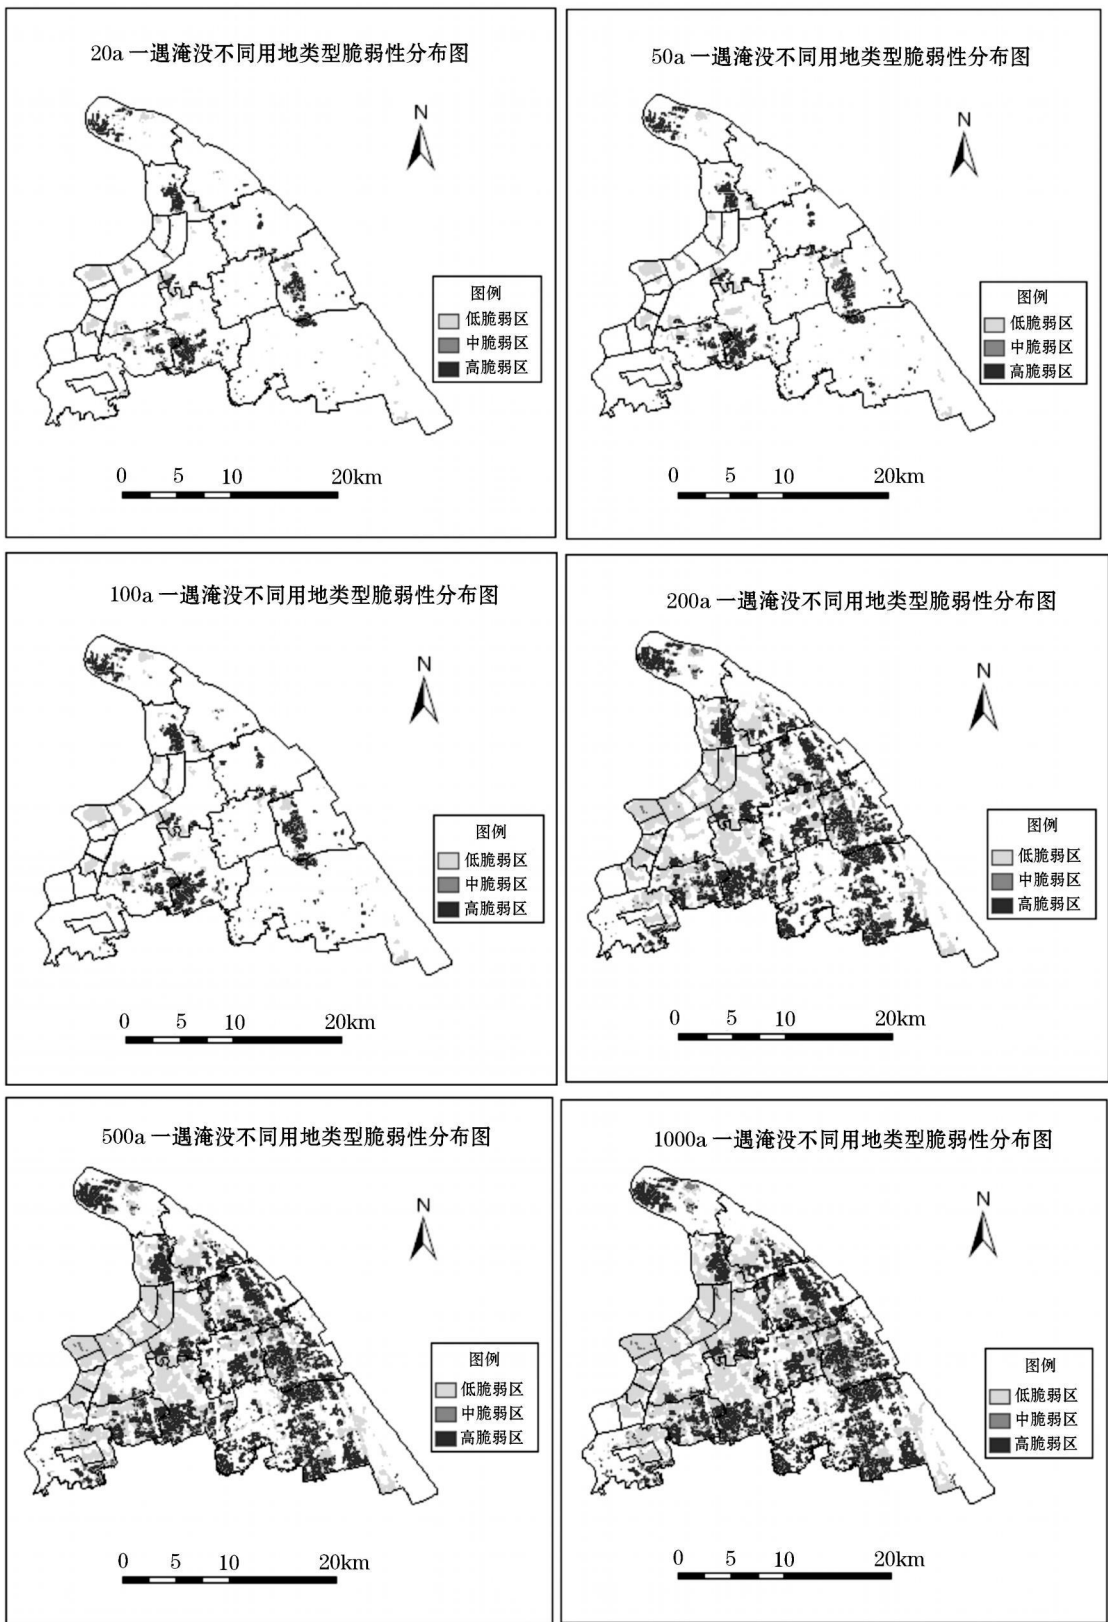 20a 一遇淹没不同用地类型脆弱性分布图
N
图例
低脆弱区
中脆弱区
高脆弱区
0 5 10 20km
50a 一遇淹没不同用地类型脆弱性分布图
N
图例
低脆弱区
中脆弱区
高脆弱区
0 5 10 20km
100a 一遇淹没不同用地类型脆弱性分布图
N
图例
低脆弱区
中脆弱区
高脆弱区
0 5 10 20km
200a 一遇淹没不同用地类型脆弱性分布图
N
图例
低脆弱区
中脆弱区
高脆弱区
0 5 10 20km
500a 一遇淹没不同用地类型脆弱性分布图
N
图例
低脆弱区
中脆弱区
高脆弱区
0 5 10 20km
1000a 一遇淹没不同用地类型脆弱性分布图
N
图例
低脆弱区
中脆弱区
高脆弱区
0 5 10 20km